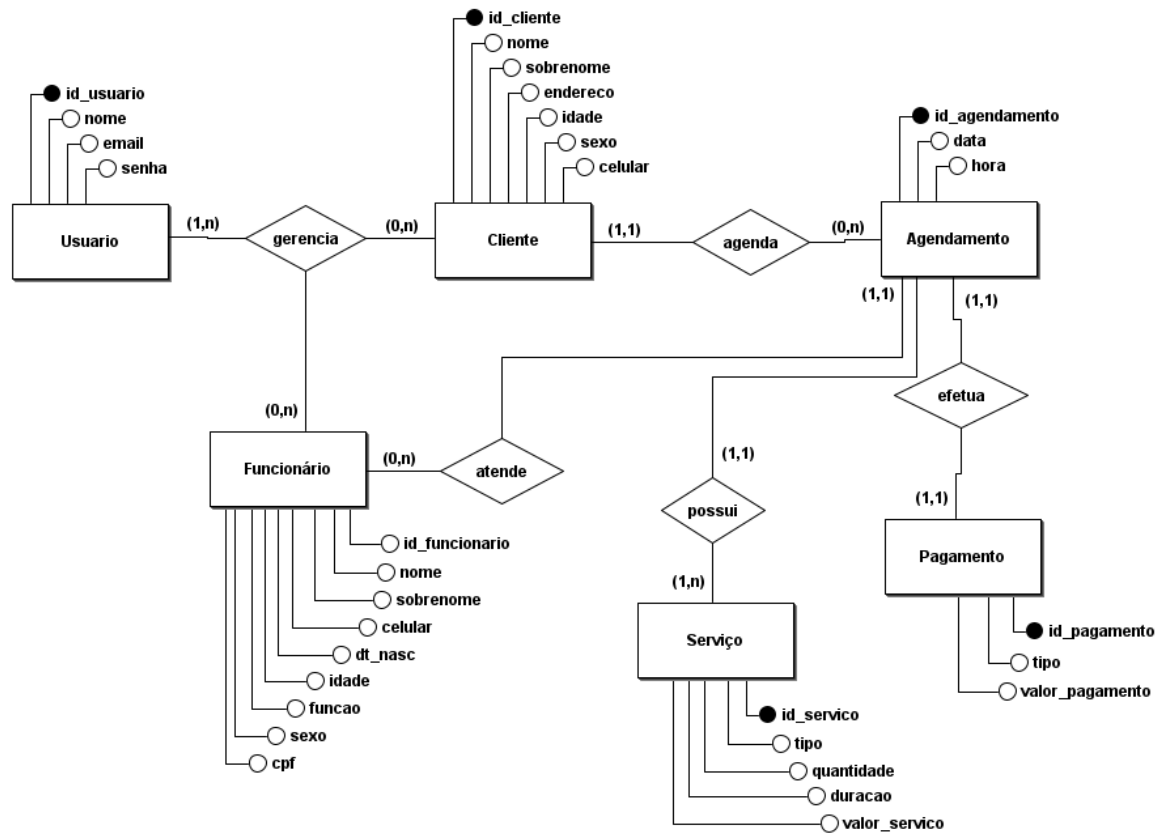 id_cliente
nome
sobrenome
endereco
idade
sexo
celular
id_usuario
nome
email
senha
id_agendamento
data
hora
Usuario
(1,n)
gerencia
(0,n)
Cliente
(1,1)
agenda
(0,n)
Agendamento
(1,1)
(1,1)
efetua
(0,n)
Funcionário
(0,n)
atende
(1,1)
possui
(1,1)
Pagamento
id_funcionario
nome
sobrenome
celular
dt_nasc
idade
funcao
sexo
cpf
(1,n)
Serviço
id_pagamento
tipo
valor_pagamento
id_servico
tipo
quantidade
duracao
valor_servico